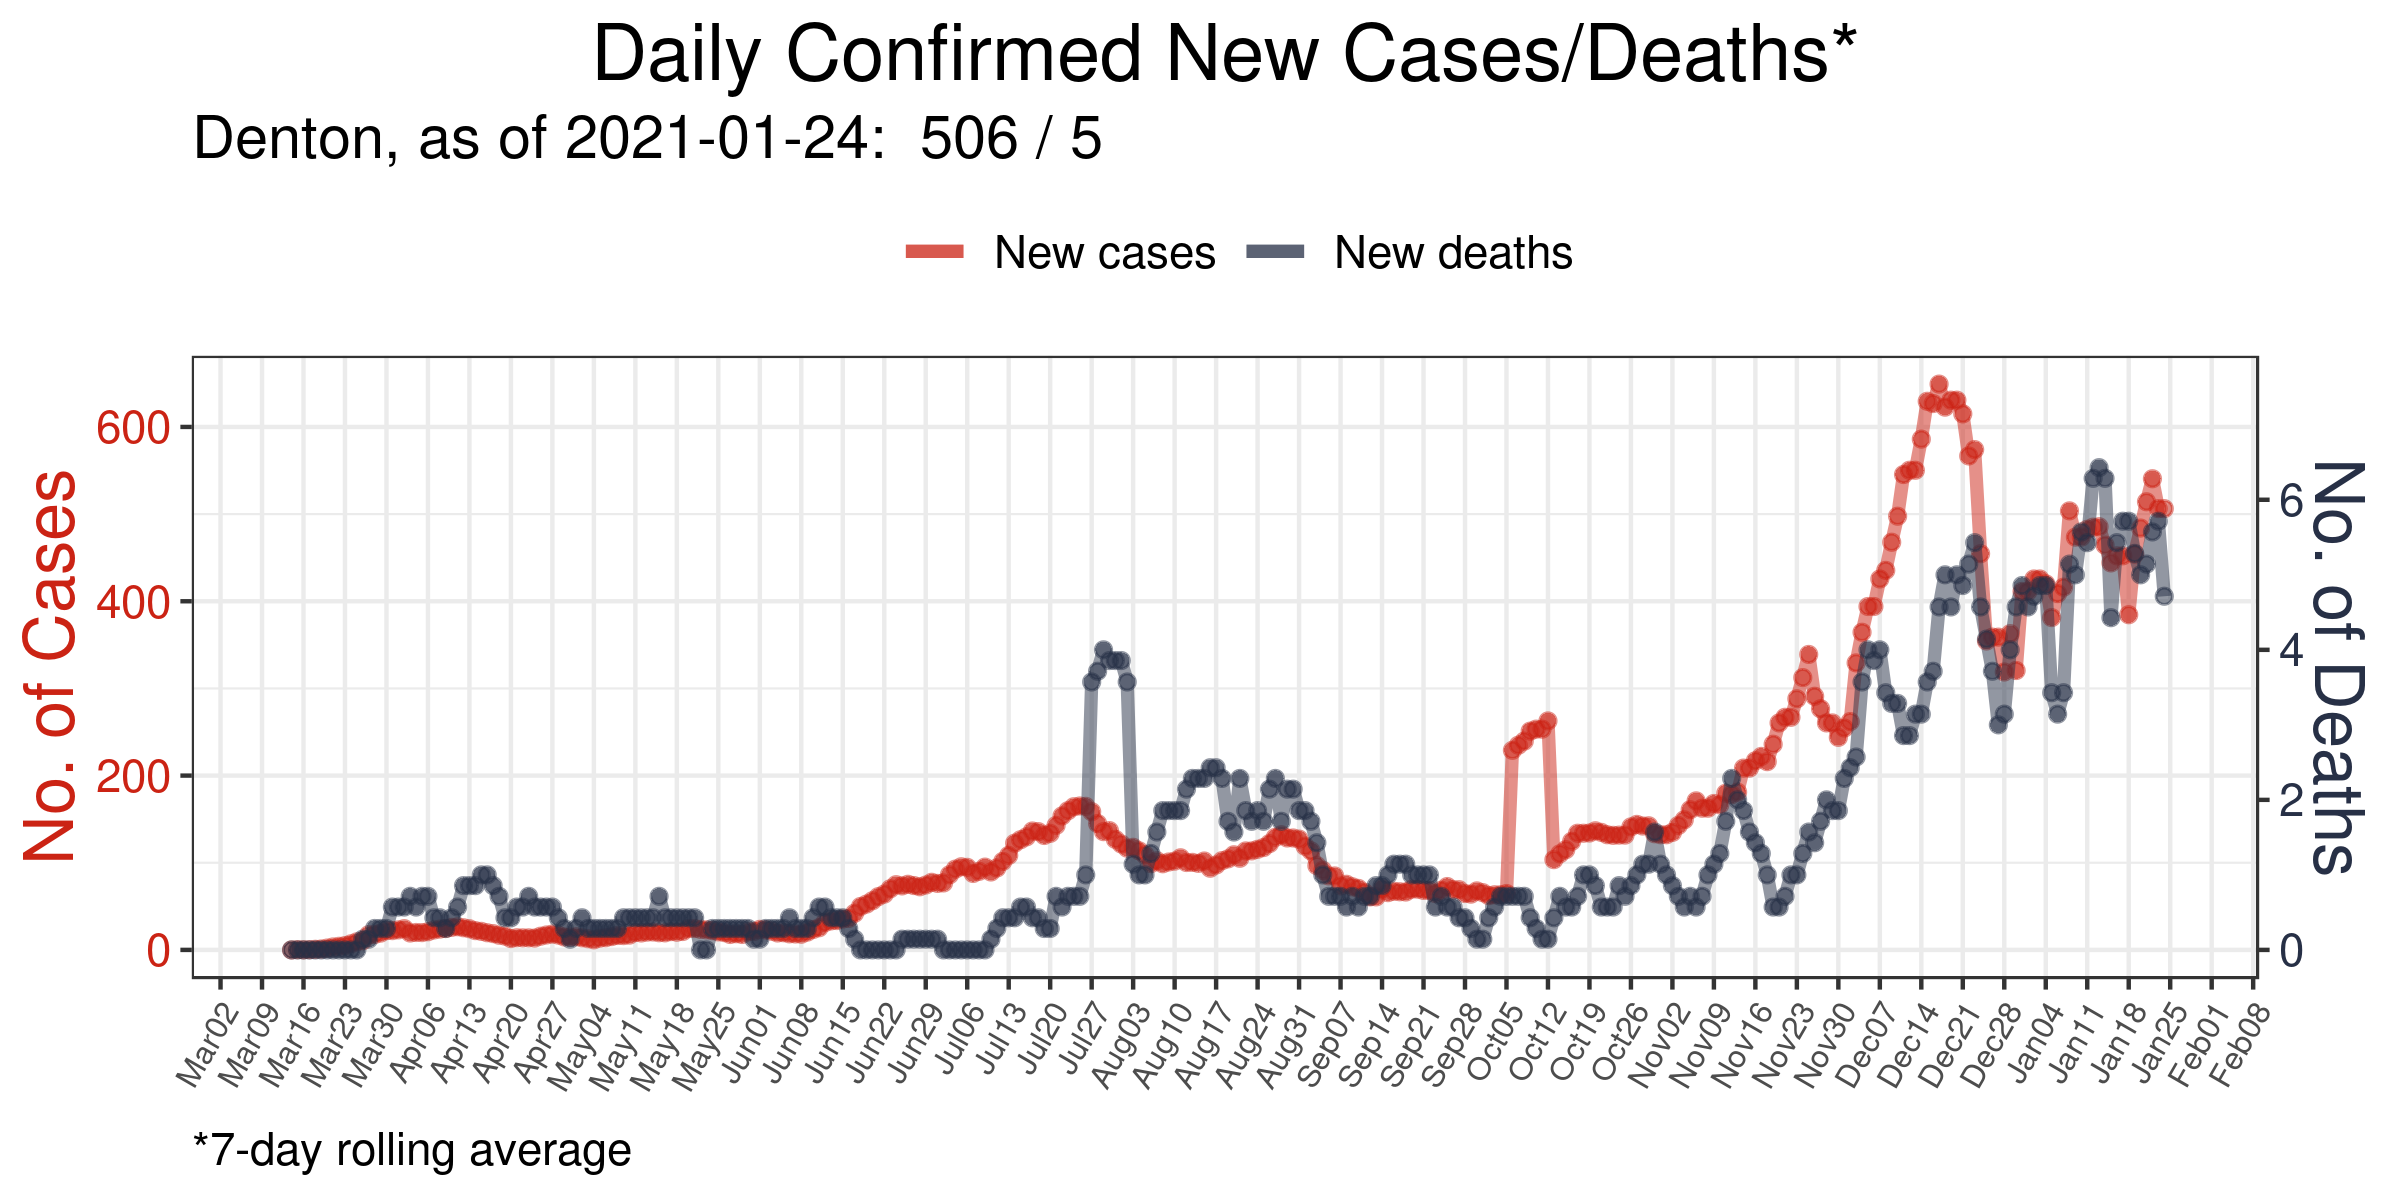 Daily Confirmed New Cases/Deaths*
Denton, as of 2021-01-24:  506 / 5
New cases
New deaths
No. of Cases
600
400
200
0
No. of Deaths
6
4
2
0
Mar02
Mar09
Mar16
Mar23
Mar30
Apr06
Apr13
Apr20
Apr27
May04
May11
May18
May25
Jun01
Jun08
Jun15
Jun22
Jun29
Jul06
Jul13
Jul20
Jul27
Aug03
Aug10
Aug17
Aug24
Aug31
Sep07
Sep14
Sep21
Sep28
Oct05
Oct12
Oct19
Oct26
Nov02
Nov09
Nov16
Nov23
Nov30
Dec07
Dec14
Dec21
Dec28
Jan04
Jan11
Jan18
Jan25
Feb01
Feb08
*7-day rolling average